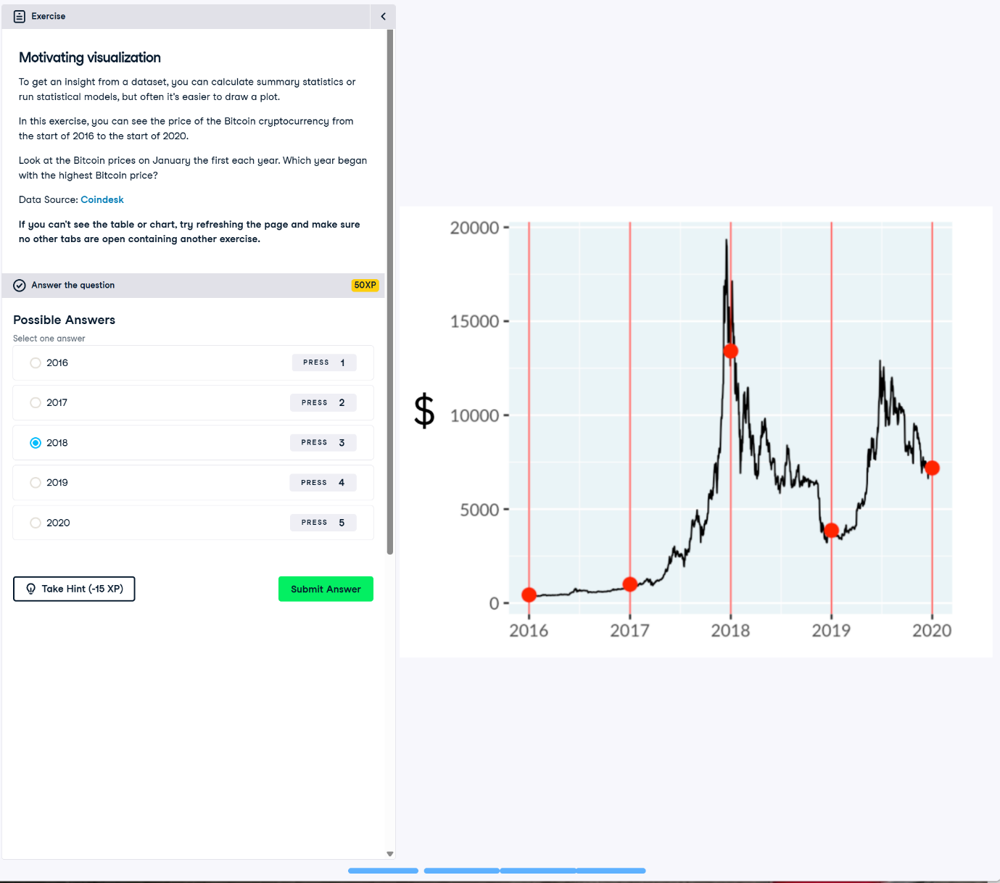 Exercise
Motivating visualization
To get an insight from a dataset, you can calculate summary statistics or
run statistical models, but often it's easier to draw a plot.
In this exercise, you can see the price of the Bitcoin cryptocurrency from
the start of 2016 to the start of 2020.
Look at the Bitcoin prices on January the first each year. Which year began
with the highest Bitcoin price?
Data Source: Coindesk
If you can't see the table or chart, try refreshing the page and make sure
no other tabs are open containing another exercise.
Answer the question 50XP
Possible Answers
Select one answer
2016 PRESS 1
2017 PRESS 2
2018 PRESS 3
2019 PRESS 4
2020 PRESS 5
Take Hint (-15 XP) Submit Answer
20000
15000
$ 10000
5000
0
2016 2017 2018 2019 2020